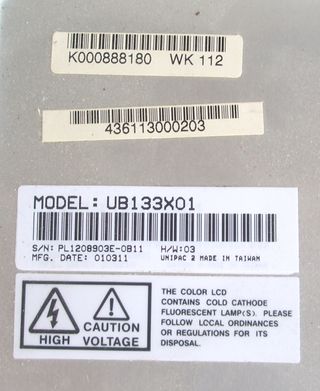 K000888180 WK 112
436113000203
MODEL: UB133X01
S/N: PL1208903E-0B11 H/W:03
MFG. DATE: 010311 UNIPAC 2 MADE IN TAIWAN
THE COLOR LCD
CONTAINS COLD CATHODE
FLUORESCENT LAMP(S). PLEASE
FOLLOW LOCAL ORDINANCES
OR REGULATIONS FOR ITS
DISPOSAL.
CAUTION
HIGH VOLTAGE